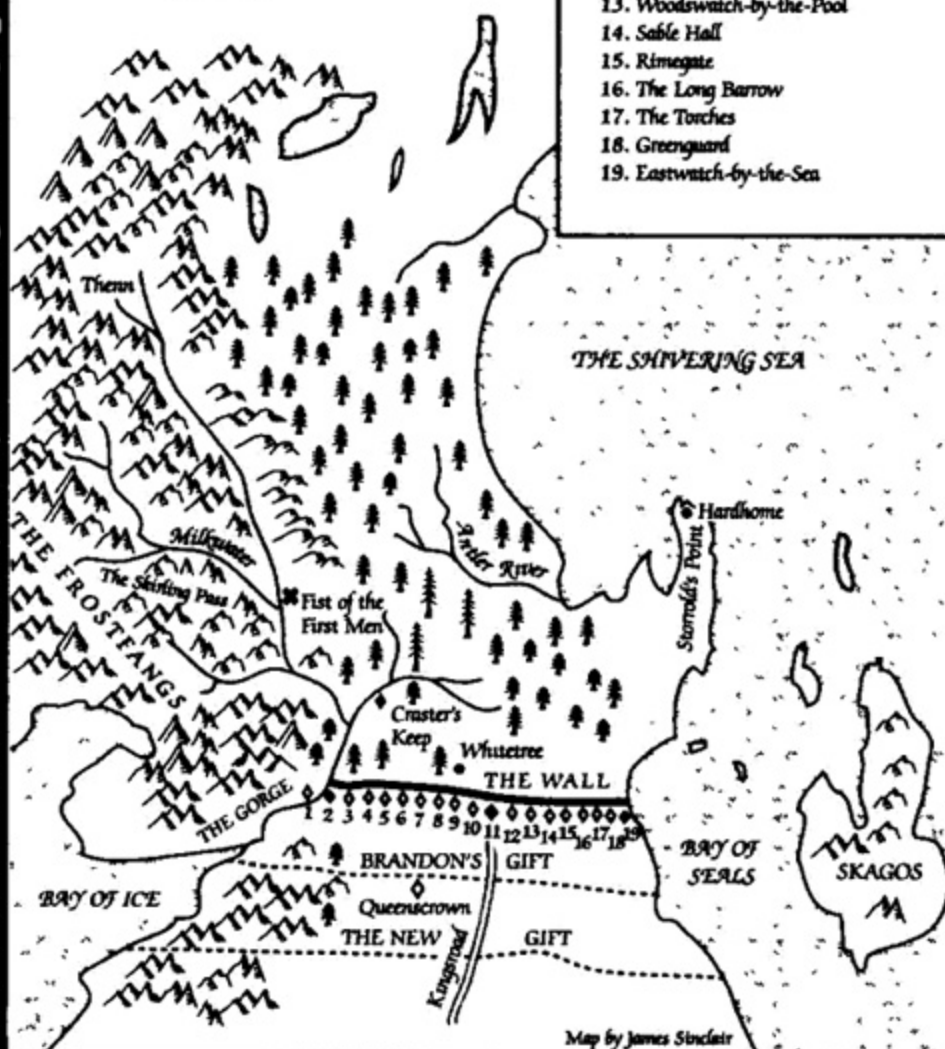 13. Woodswatch-by-the-Pool
14. Sable Hall
15. Rimegate
16. The Long Barrow
17. The Torches
18. Greenguard
19. Eastwatch-by-the-Sea
Thenn
THE SHIVERING SEA
Hardhome
Antler River
Storrold's Point
Milkwater
The Skirling Pass
THE FROSTFANGS
Fist of the
First Men
Craster's
Keep
Whitetree
THE WALL
THE GORGE
1 2 3 4 5 6 7 8 9 10 11 12 13 14 15 16 17 18 19
BRANDON'S GIFT
BAY OF
SEALS
SKAGOS
BAY OF ICE
Queenscrown
THE NEW GIFT
Kingsroad
Map by James Sinclair